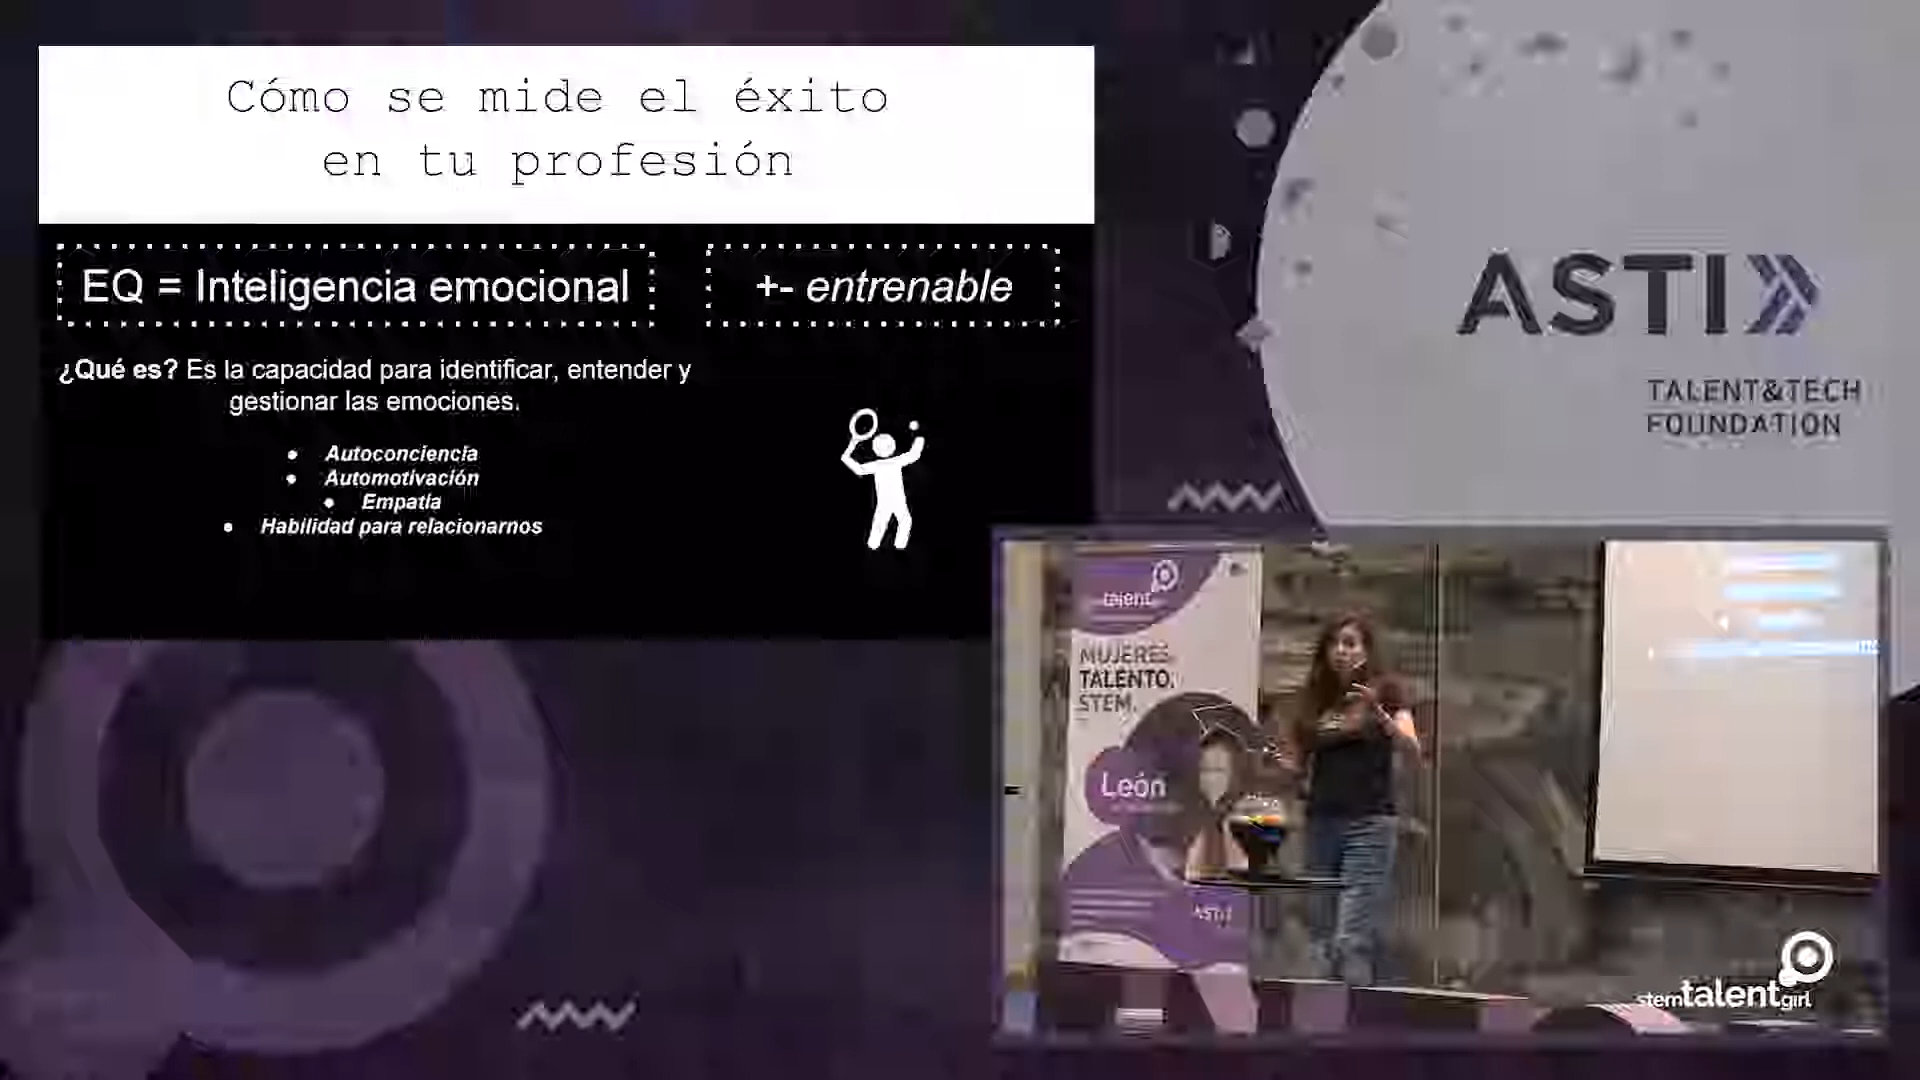 Cómo se mide el éxito
en tu profesión
EQ = Inteligencia emocional
+- entrenable
¿Qué es? Es la capacidad para identificar, entender y
gestionar las emociones.
• Autoconciencia
• Automotivación
• Empatía
• Habilidad para relacionarnos
ASTI
TALENT&TECH
FOUNDATION
talent
MUJERES.
TALENTO.
STEM.
León
ASTI
stemtalentgirl